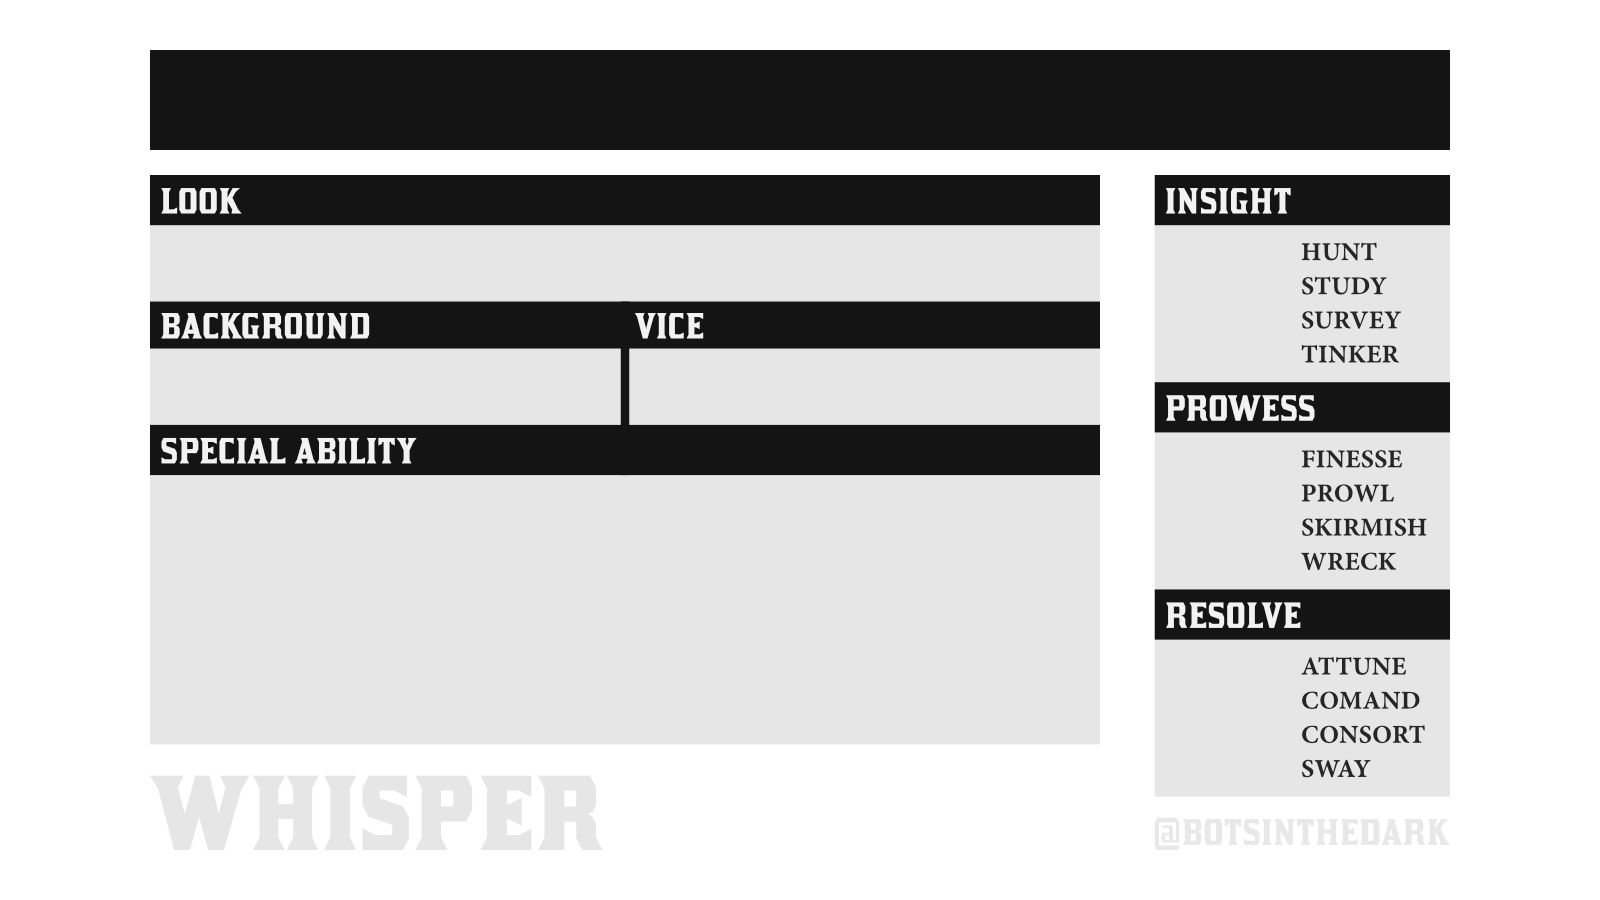 LOOK
BACKGROUND
VICE
SPECIAL ABILITY
WHISPER
INSIGHT
HUNT
STUDY
SURVEY
TINKER
PROWESS
FINESSE
PROWL
SKIRMISH
WRECK
RESOLVE
ATTUNE
COMAND
CONSORT
SWAY
@BOTSINTHEDARK